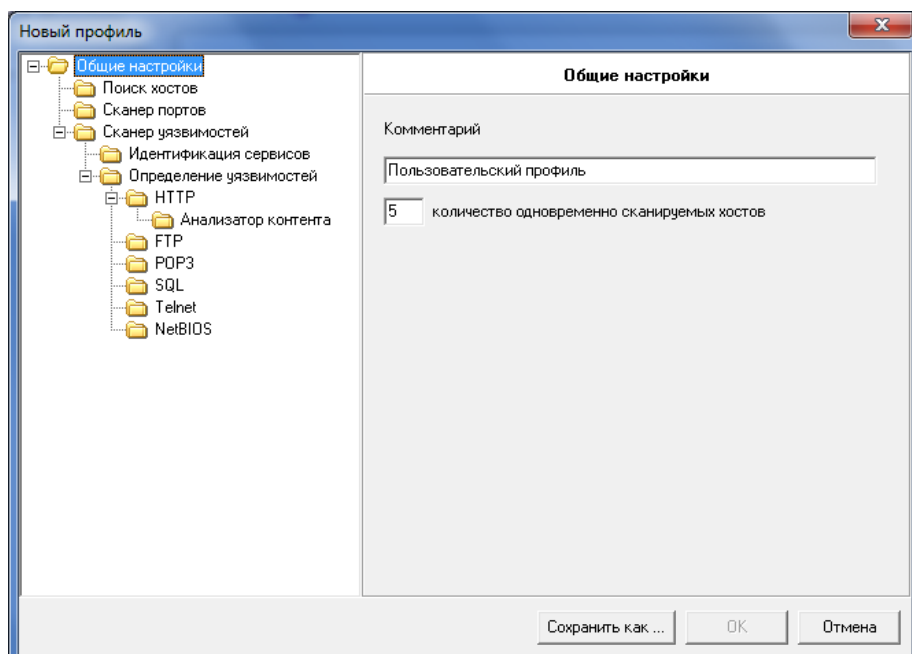 Новый профиль
Общие настройки
Поиск хостов
Сканер портов
Сканер уязвимостей
Идентификация сервисов
Определение уязвимостей
HTTP
Анализатор контента
FTP
POP3
SQL
Telnet
NetBIOS
Общие настройки
Комментарий
Пользовательский профиль
5 количество одновременно сканируемых хостов
Сохранить как ... OK Отмена